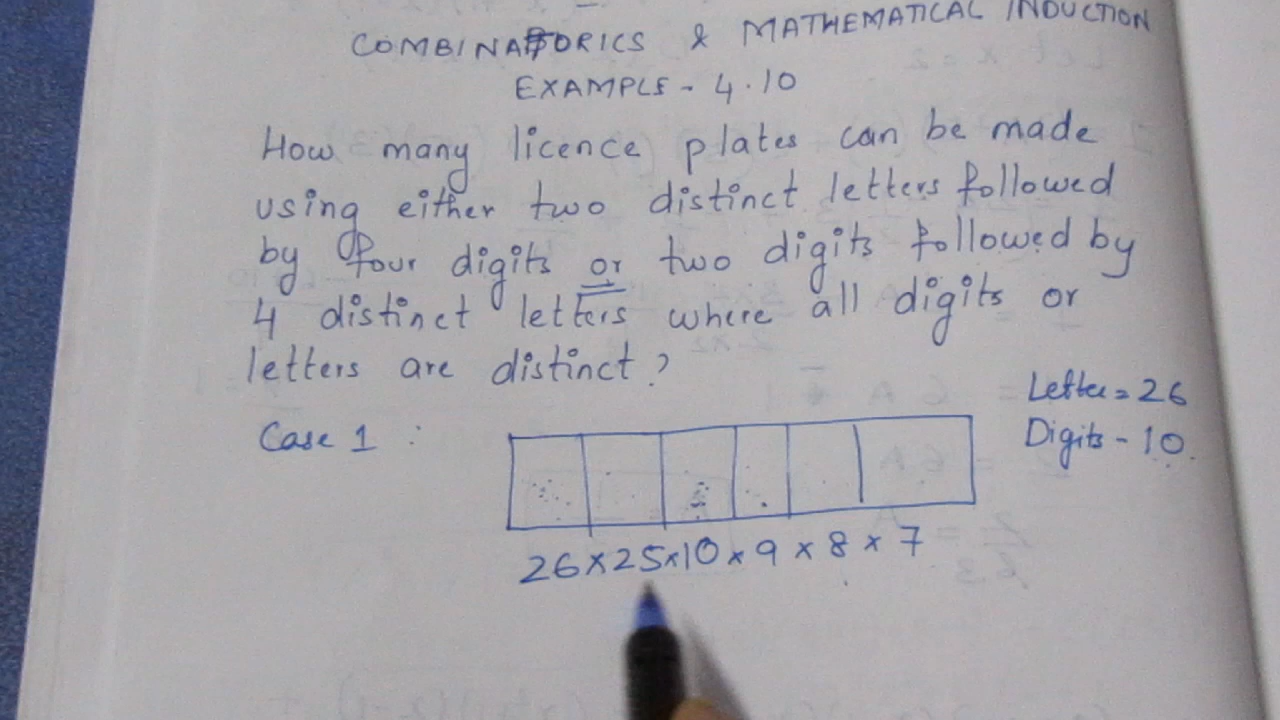 COMBINATORICS & MATHEMATICAL INDUCTION
EXAMPLE - 4.10
How many licence plates can be made
using either two distinct letters followed
by four digits or two digits followed by
4 distinct letters where all digits or
letters are distinct?
Letter = 26
Digits - 10.
Case 1 :
26 × 25 × 10 × 9 × 8 × 7